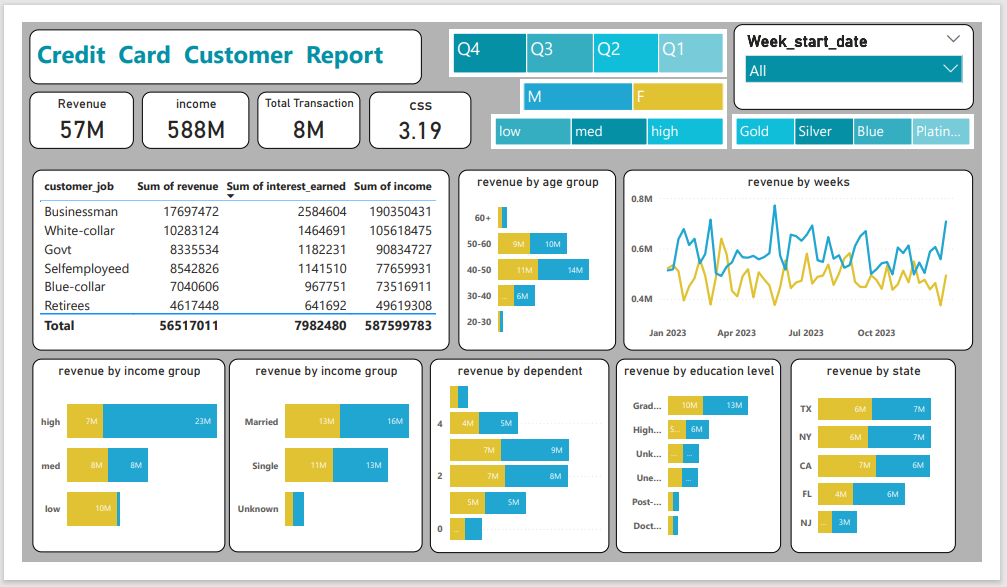 Credit Card Customer Report
Q4 Q3 Q2 Q1
Week_start_date
All
M F
low med high
Gold Silver Blue Platin...
Revenue
57M
income
588M
Total Transaction
8M
css
3.19
customer_job Sum of revenue Sum of interest_earned Sum of income
Businessman 17697472 2584604 190350431
White-collar 10283124 1464691 105618475
Govt 8335534 1182231 90834727
Selfemployeed 8542826 1141510 77659931
Blue-collar 7040606 967751 73516911
Retirees 4617448 641692 49619308
Total 56517011 7982480 587599783
revenue by age group
60+
50-60 9M 10M
40-50 11M 14M
30-40 ... 6M
20-30
revenue by weeks
0.8M
0.6M
0.4M
Jan 2023 Apr 2023 Jul 2023 Oct 2023
revenue by income group
high 7M 23M
med 8M 8M
low 10M
revenue by income group
Married 13M 16M
Single 11M 13M
Unknown
revenue by dependent
4 4M 5M
7M 9M
2 7M 8M
5M 5M
0 ...
revenue by education level
Grad... 10M 13M
High... 5... 6M
Unk... ... ...
Une... ...
Post-...
Doct...
revenue by state
TX 6M 7M
NY 6M 7M
CA 7M 6M
FL 4M 6M
NJ ... 3M